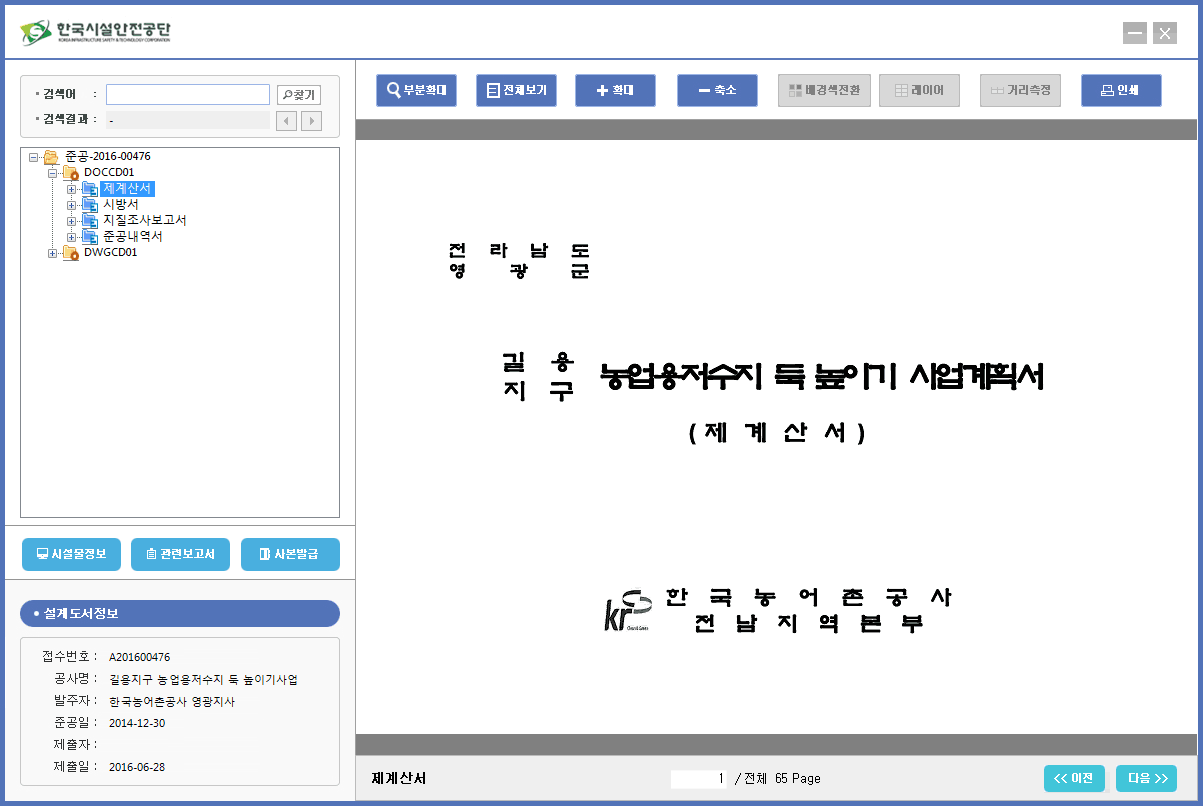 한국시설안전공단
KOREA INFRASTRUCTURE SAFETY & TECHNOLOGY CORPORATION
검색어 :
찾기
검색결과 : -
준공-2016-00476
DOCCD01
제계산서
시방서
지질조사보고서
준공내역서
DWGCD01
시설물정보 관련보고서 사본발급
설계도서정보
접수번호 : A201600476
공사명 : 길용지구 농업용저수지 둑 높이기사업
발주자 : 한국농어촌공사 영광지사
준공일 : 2014-12-30
제출자 :
제출일 : 2016-06-28
부분확대 전체보기 확대 축소 배경색전환 레이어 거리측정 인쇄
전 라 남 도
영 광 군
길 용
지 구
농업용저수지 둑 높이기 사업계획서
( 제 계 산 서 )
kr
한 국 농 어 촌 공 사
전 남 지 역 본 부
제계산서
1 /전체 65 Page
<< 이전 다음 >>